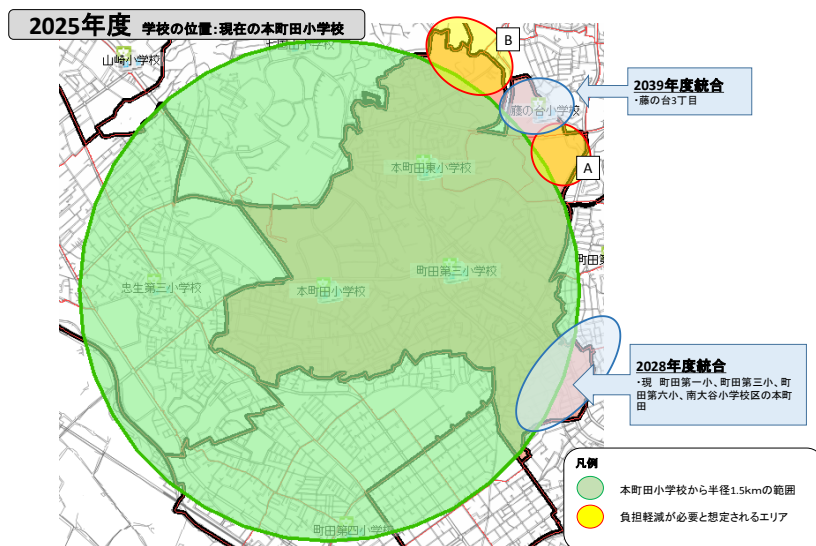 2025年度 学校の位置:現在の本町田小学校
七国山小学校
山崎小学校
B
2039年度統合
・藤の台3丁目
藤の台小学校
A
本町田東小学校
町田第三小学校
忠生第三小学校
本町田小学校
2028年度統合
・現　町田第一小、町田第三小、町
田第六小、南大谷小学校区の本町
田
凡例
本町田小学校から半径1.5kmの範囲
負担軽減が必要と想定されるエリア
町田第四小学校